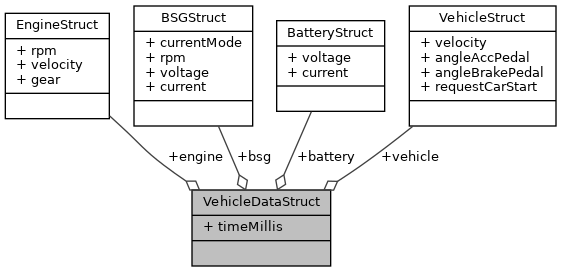 EngineStruct
+ rpm
+ velocity
+ gear
BSGStruct
+ currentMode
+ rpm
+ voltage
+ current
BatteryStruct
+ voltage
+ current
VehicleStruct
+ velocity
+ angleAccPedal
+ angleBrakePedal
+ requestCarStart
+engine
+bsg
+battery
+vehicle
VehicleDataStruct
+ timeMillis